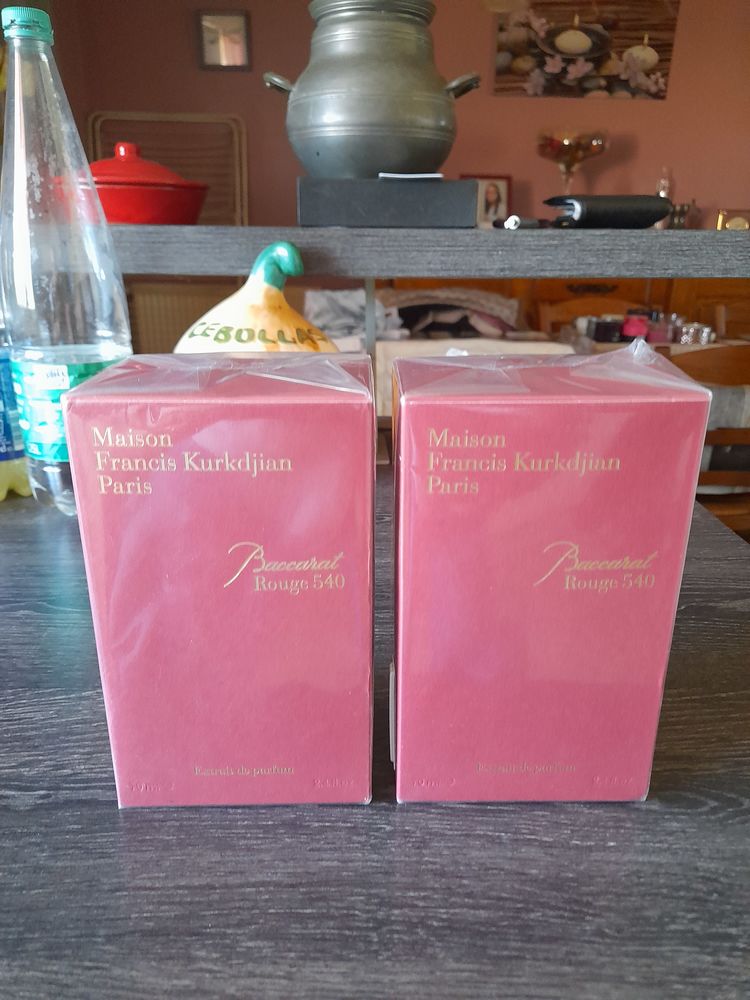 CEBOLLAS
Maison
Francis Kurkdjian
Paris
Baccarat
Rouge 540
Extrait de parfum
Maison
Francis Kurkdjian
Paris
Baccarat
Rouge 540
Extrait de parfum